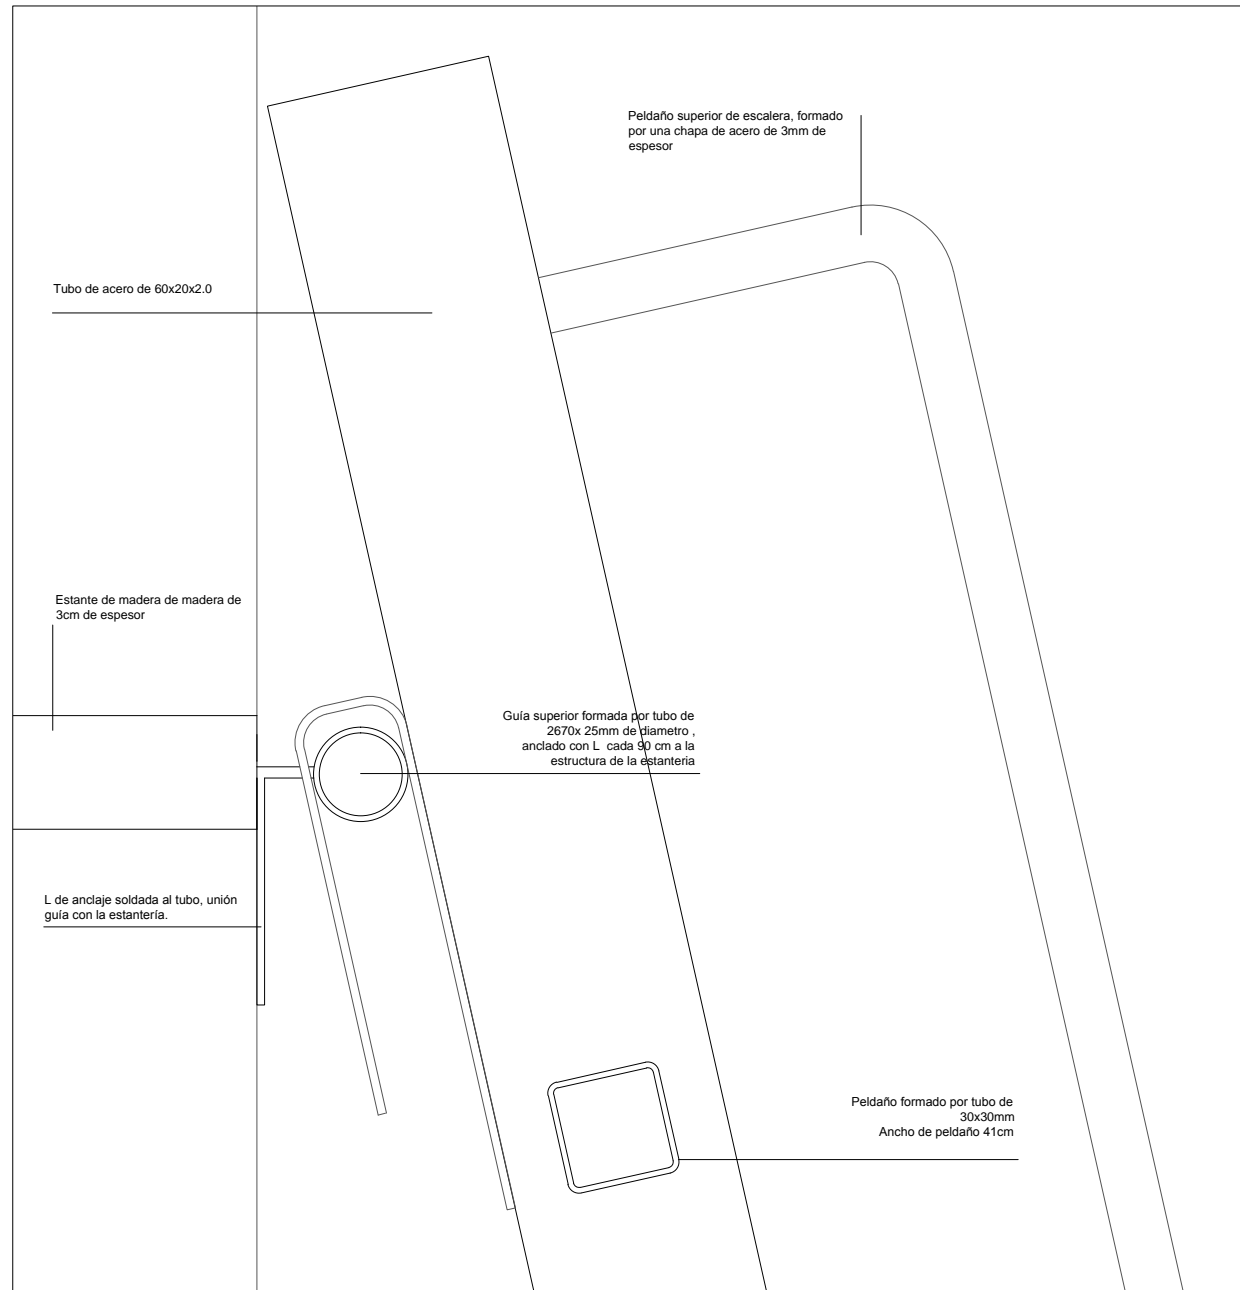 Peldaño superior de escalera, formado
por una chapa de acero de 3mm de
espesor
Tubo de acero de 60x20x2.0
Estante de madera de madera de
3cm de espesor
Guía superior formada por tubo de
2670x 25mm de diametro ,
anclado con L cada 90 cm a la
estructura de la estanteria
L de anclaje soldada al tubo, unión
guía con la estantería.
Peldaño formado por tubo de
30x30mm
Ancho de peldaño 41cm